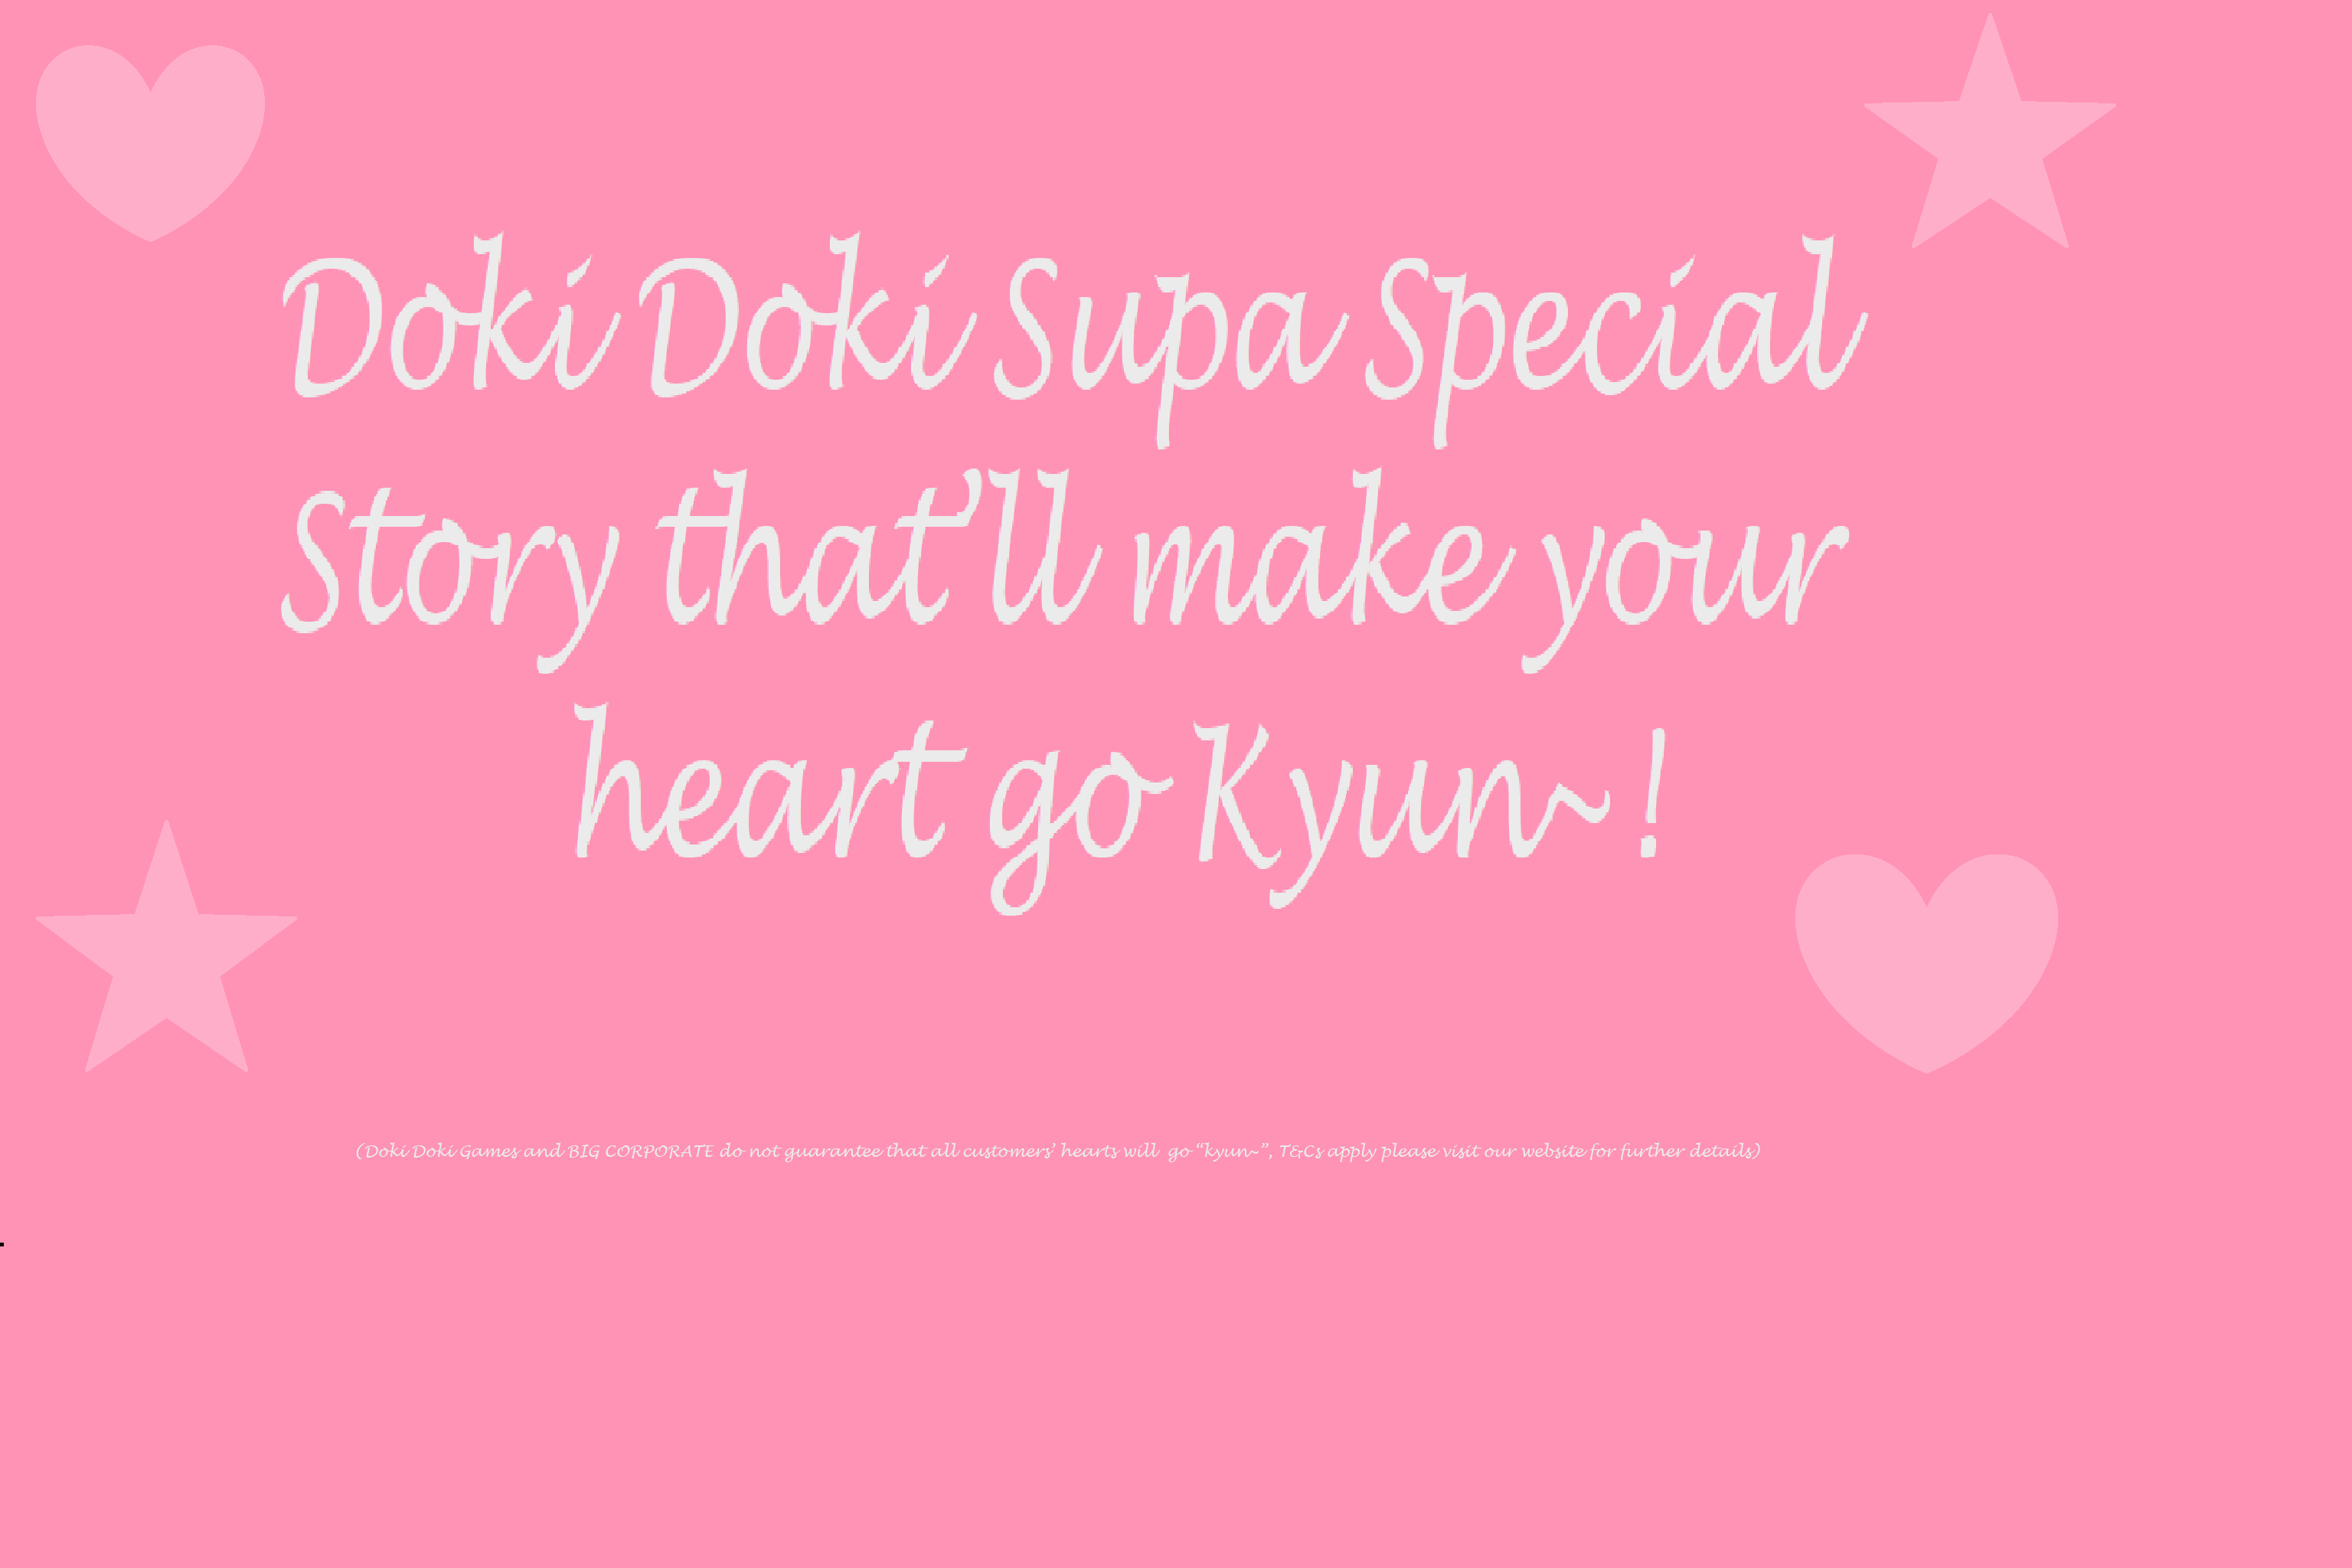 Doki Doki Supa Special
Story that’ll make your
heart go Kyun~ !
(Doki Doki Games and BIG CORPORATE do not guarantee that all customers’ hearts will go “kyun~”, T&Cs apply please visit our website for further details)